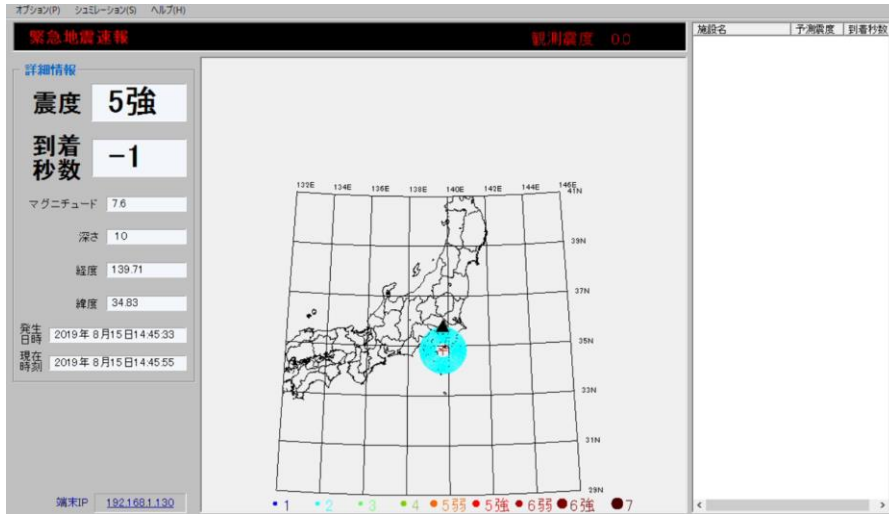 オプション(P) シュミレーション(S) ヘルプ(H)
緊急地震速報 観測震度 0.0
施設名 予測震度 到着秒数
詳細情報
震度 5強
到着秒数 -1
マグニチュード 7.6
深さ 10
経度 139.71
緯度 34.83
発生日時 2019年 8月15日14:45:33
現在時刻 2019年 8月15日14:45:55
端末IP 192.168.1.130
132E 134E 136E 138E 140E 142E 144E 146E
41N
39N
37N
35N
33N
31N
29N
1 2 3 4 5弱 5強 6弱 6強 7